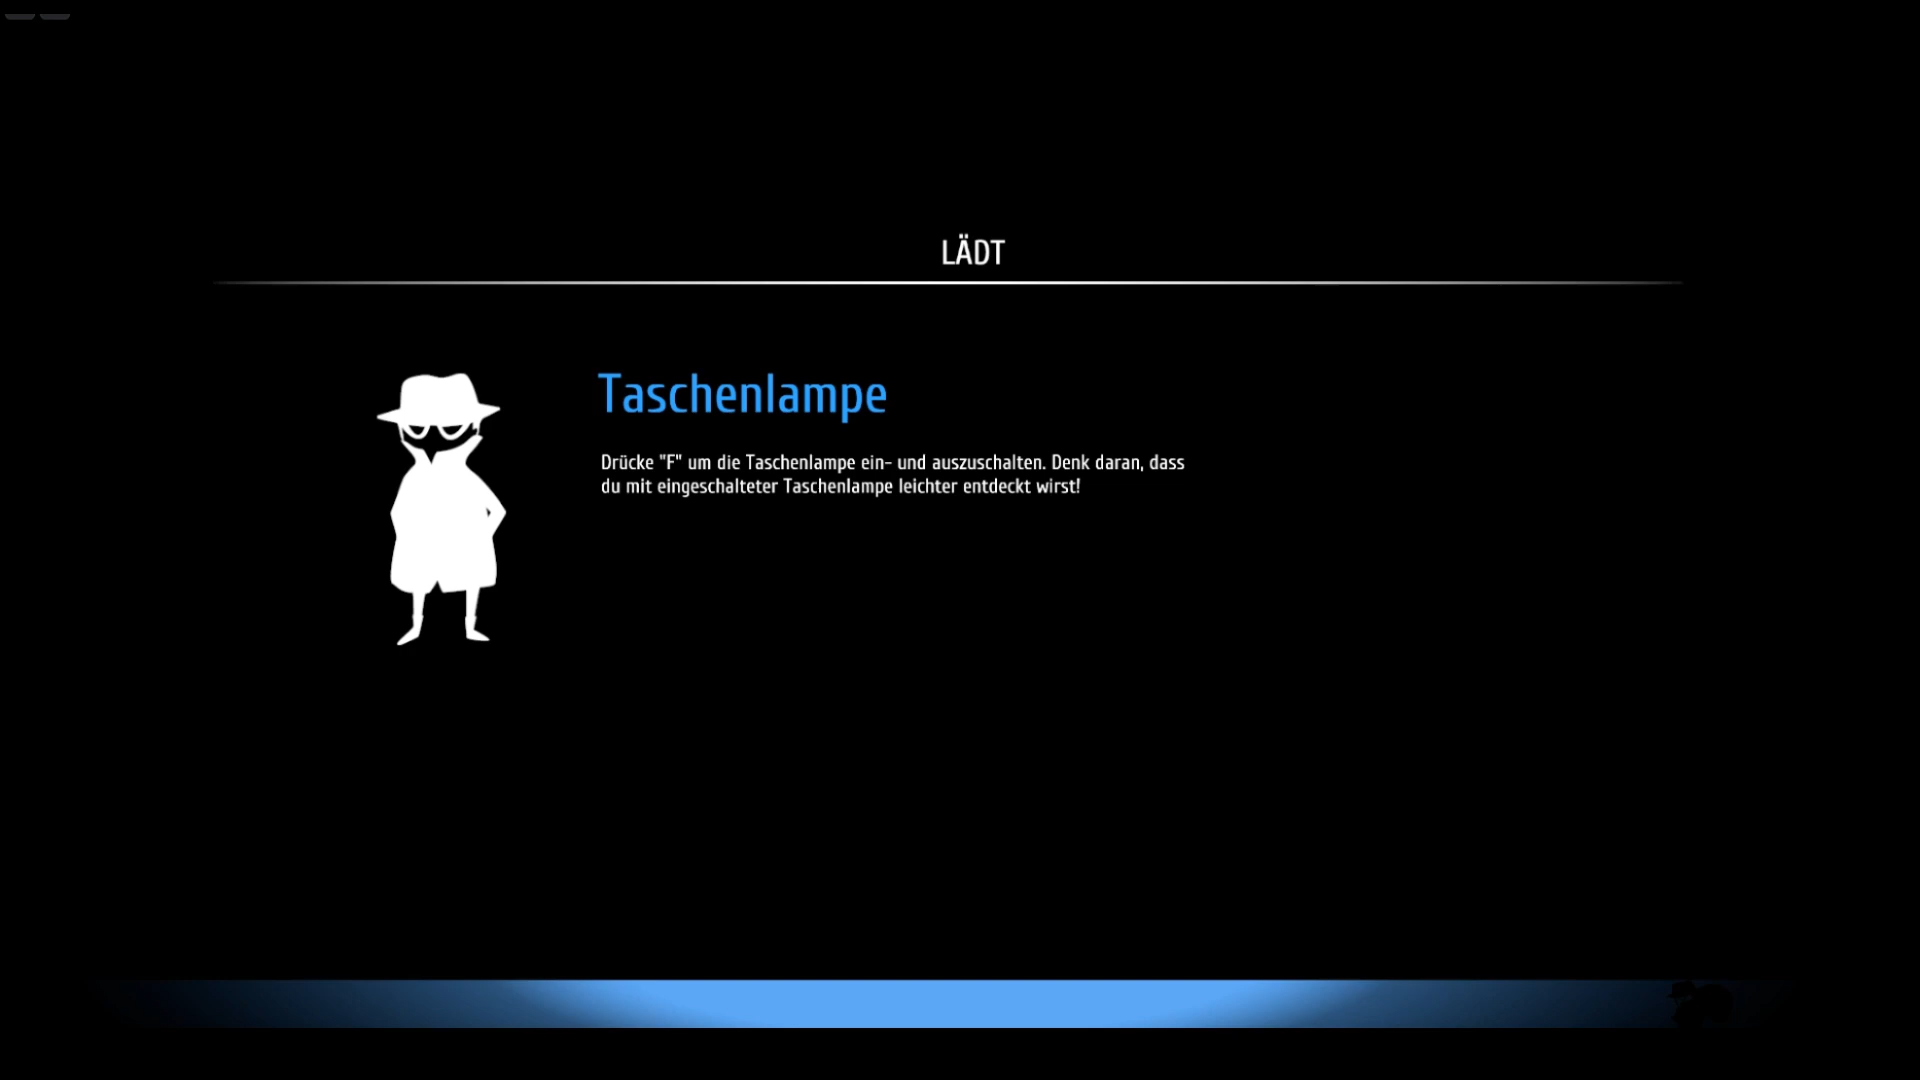 LÄDT
Taschenlampe
Drücke "F" um die Taschenlampe ein- und auszuschalten. Denk daran, dass
du mit eingeschalteter Taschenlampe leichter entdeckt wirst!